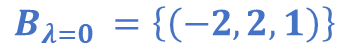 B_{λ=0} = {(−2, 2, 1)}